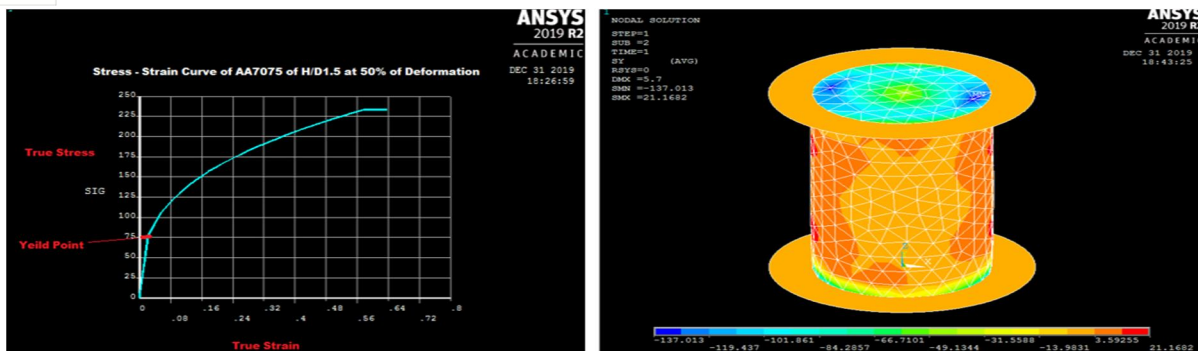 ANSYS
2019 R2
ACADEMIC
DEC 31 2019
18:26:59
Stress - Strain Curve of AA7075 of H/D1.5 at 50% of Deformation
250
225
200
175
150
125
100
75
50
25
0
True Stress
SIG
Yeild Point
0
.08
.16
.24
.32
.4
.48
.56
.64
.72
.8
True Strain
1
NODAL SOLUTION
STEP=1
SUB =2
TIME=1
SY (AVG)
RSYS=0
DMX =5.7
SMN =-137.013
SMX =21.1682
ANSYS
2019 R2
ACADEMIC
DEC 31 2019
18:43:25
-137.013
-119.437
-101.861
-84.2857
-66.7101
-49.1344
-31.5588
-13.9831
3.59255
21.1682